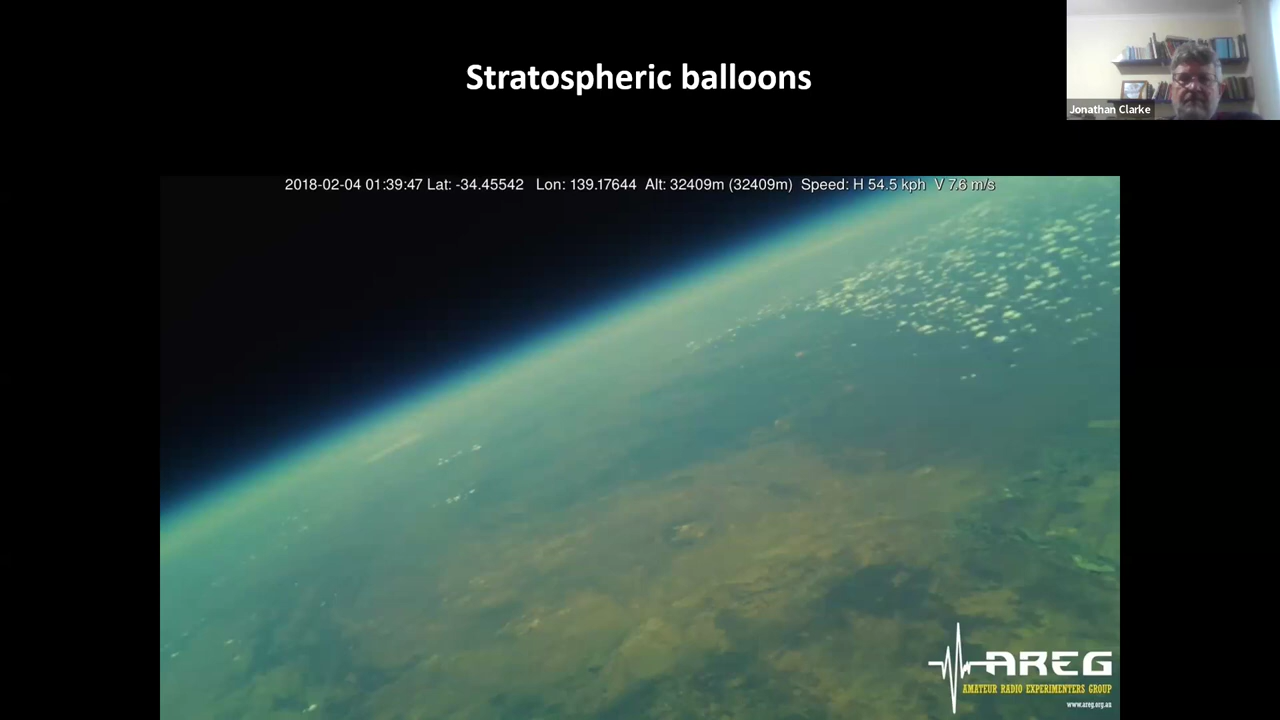 Stratospheric balloons
Jonathan Clarke
2018-02-04 01:39:47 Lat: -34.45542 Lon: 139.17644 Alt: 32409m (32409m) Speed: H 54.5 kph V 7.6 m/s
AREG
AMATEUR RADIO EXPERIMENTERS GROUP
www.areg.org.au